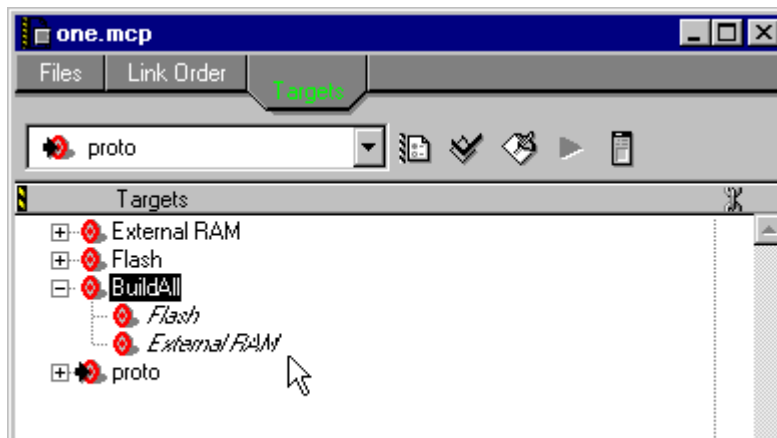 one.mcp
Files Link Order Targets
proto
Targets
External RAM
Flash
BuildAll
Flash
External RAM
proto